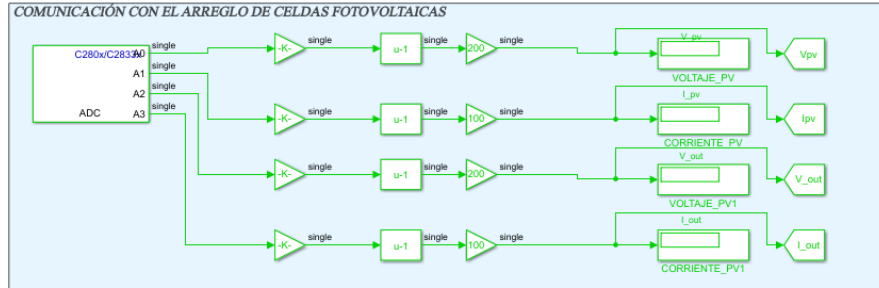 COMUNICACIÓN CON EL ARREGLO DE CELDAS FOTOVOLTAICAS
C280x/C2833x
ADC
A0
A1
A2
A3
single
single
single
single
-K-
single
u-1
single
200
single
V_pv
VOLTAJE_PV
Vpv
-K-
single
u-1
single
100
single
I_pv
CORRIENTE_PV
Ipv
-K-
single
u-1
single
200
single
V_out
VOLTAJE_PV1
V_out
-K-
single
u-1
single
100
single
I_out
CORRIENTE_PV1
I_out